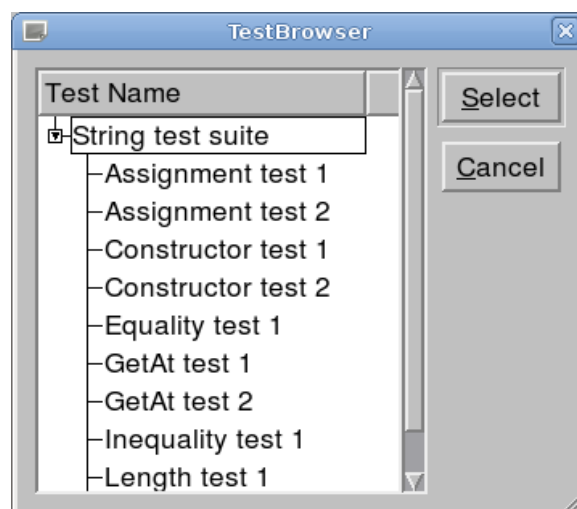 TestBrowser
Test Name
Select
String test suite
Cancel
Assignment test 1
Assignment test 2
Constructor test 1
Constructor test 2
Equality test 1
GetAt test 1
GetAt test 2
Inequality test 1
Length test 1